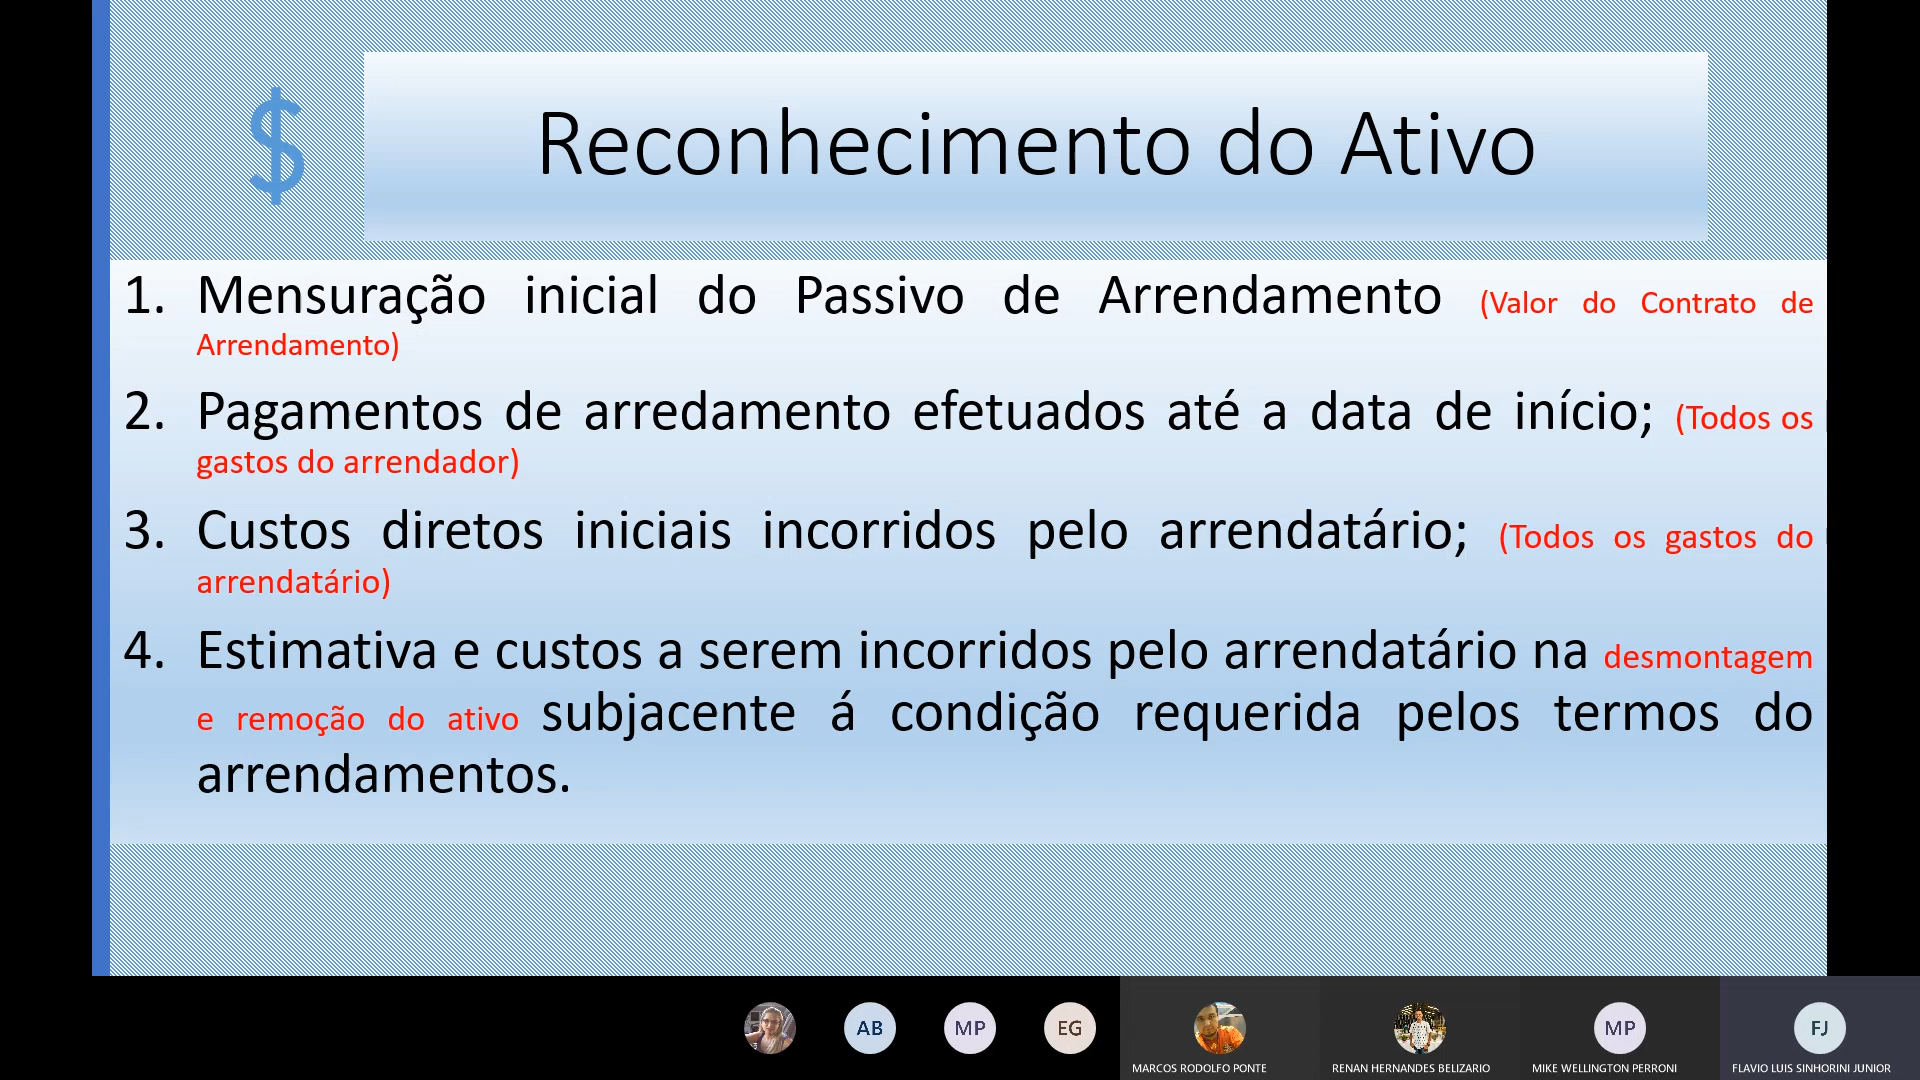 $
Reconhecimento do Ativo
1. Mensuração inicial do Passivo de Arrendamento (Valor do Contrato de
Arrendamento)
2. Pagamentos de arredamento efetuados até a data de início; (Todos os
gastos do arrendador)
3. Custos diretos iniciais incorridos pelo arrendatário; (Todos os gastos do
arrendatário)
4. Estimativa e custos a serem incorridos pelo arrendatário na desmontagem
e remoção do ativo subjacente á condição requerida pelos termos do
arrendamentos.
AB MP EG MP FJ
MARCOS RODOLFO PONTE RENAN HERNANDES BELIZARIO MIKE WELLINGTON PERRONI FLAVIO LUIS SINHORINI JUNIOR